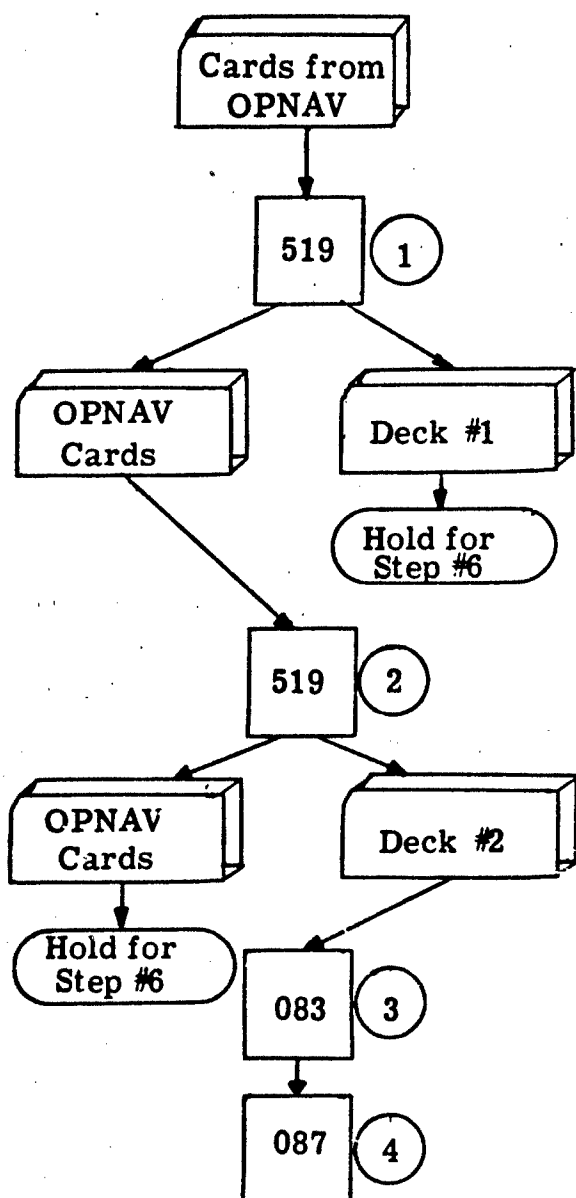 Cards from
OPNAV
519
1
OPNAV
Cards
Deck #1
Hold for
Step #6
519
2
OPNAV
Cards
Deck #2
Hold for
Step #6
083
3
087
4